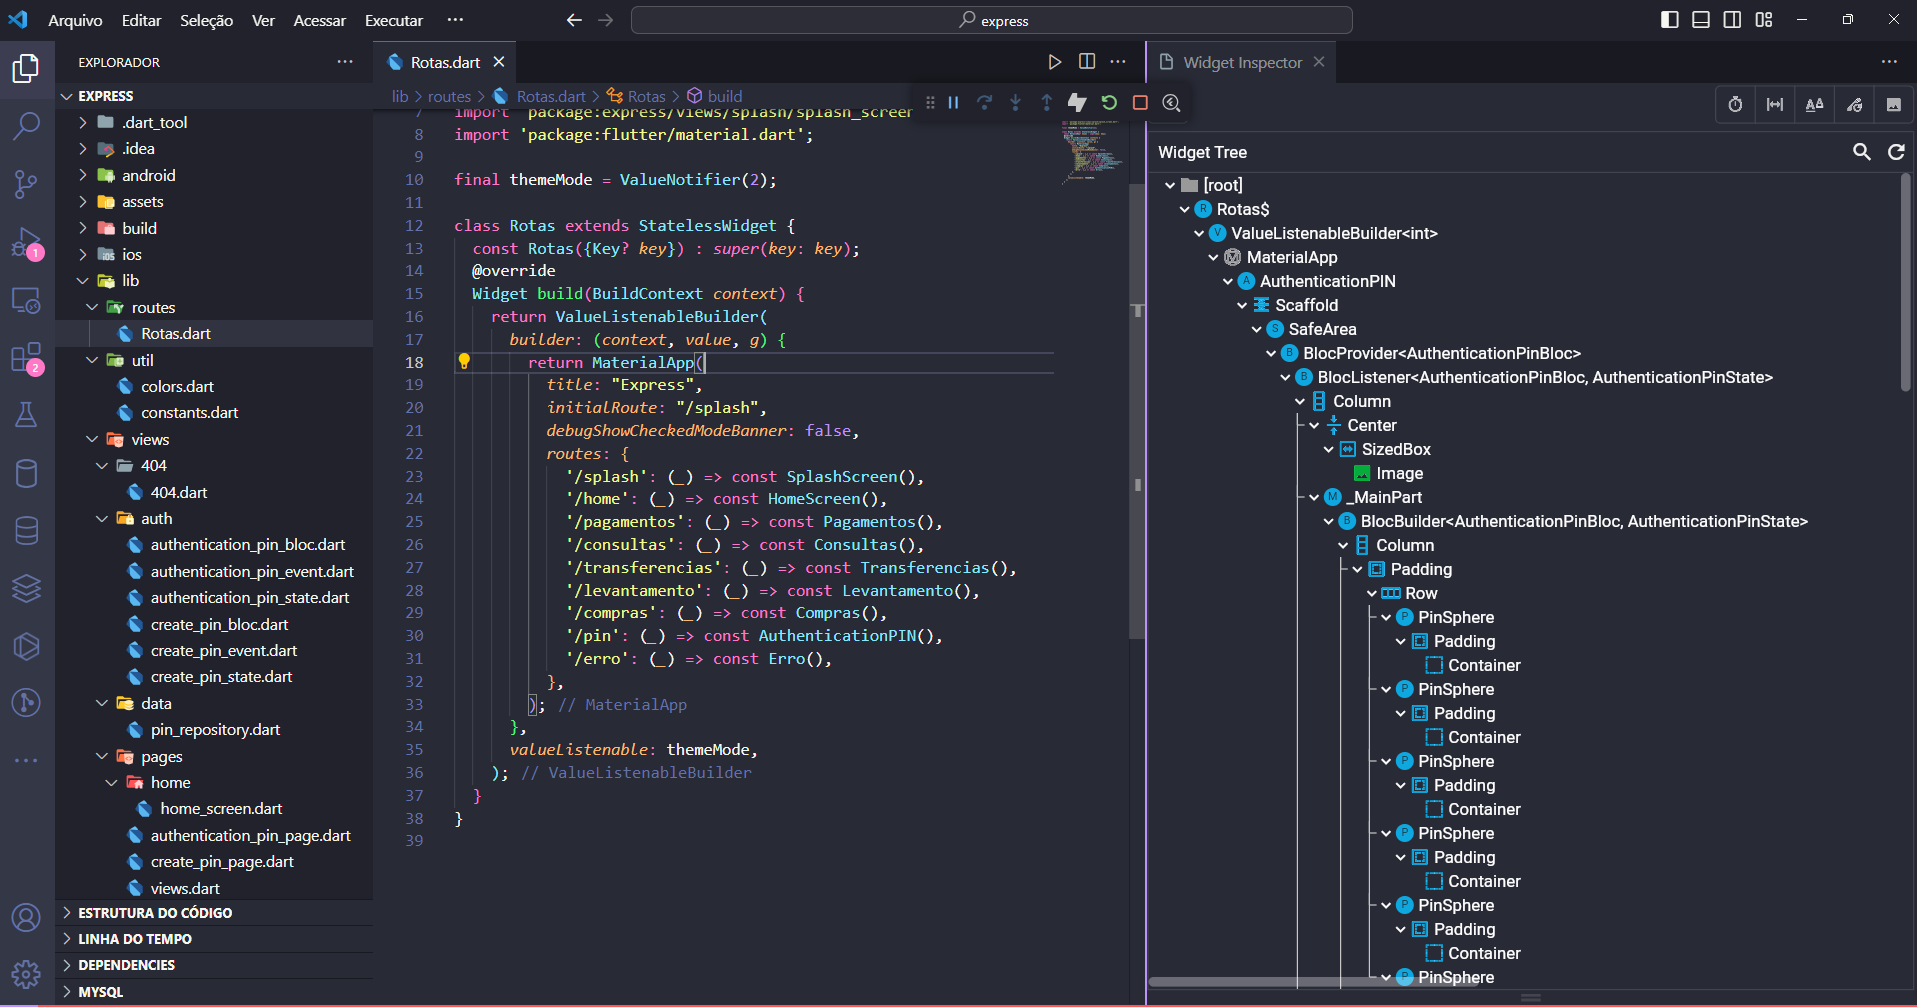 Arquivo Editar Seleção Ver Acessar Executar ··· express
EXPLORADOR ···
EXPRESS
.dart_tool
.idea
android
assets
build
ios
lib
routes
Rotas.dart
util
colors.dart
constants.dart
views
404
404.dart
auth
authentication_pin_bloc.dart
authentication_pin_event.dart
authentication_pin_state.dart
create_pin_bloc.dart
create_pin_event.dart
create_pin_state.dart
data
pin_repository.dart
pages
home
home_screen.dart
authentication_pin_page.dart
create_pin_page.dart
views.dart
ESTRUTURA DO CÓDIGO
LINHA DO TEMPO
DEPENDENCIES
MYSQL
1
2
Rotas.dart
lib > routes > Rotas.dart > Rotas > build
7 import 'package:express/views/splash/splash_screen
8 import 'package:flutter/material.dart';
9
10 final themeMode = ValueNotifier(2);
11
12 class Rotas extends StatelessWidget {
13 const Rotas({Key? key}) : super(key: key);
14 @override
15 Widget build(BuildContext context) {
16 return ValueListenableBuilder(
17 builder: (context, value, g) {
18 return MaterialApp(
19 title: "Express",
20 initialRoute: "/splash",
21 debugShowCheckedModeBanner: false,
22 routes: {
23 '/splash': (_) => const SplashScreen(),
24 '/home': (_) => const HomeScreen(),
25 '/pagamentos': (_) => const Pagamentos(),
26 '/consultas': (_) => const Consultas(),
27 '/transferencias': (_) => const Transferencias(),
28 '/levantamento': (_) => const Levantamento(),
29 '/compras': (_) => const Compras(),
30 '/pin': (_) => const AuthenticationPIN(),
31 '/erro': (_) => const Erro(),
32 },
33 ); // MaterialApp
34 },
35 valueListenable: themeMode,
36 ); // ValueListenableBuilder
37 }
38 }
39
Widget Inspector
Widget Tree
[root]
R Rotas$
V ValueListenableBuilder<int>
MaterialApp
A AuthenticationPIN
Scaffold
S SafeArea
B BlocProvider<AuthenticationPinBloc>
B BlocListener<AuthenticationPinBloc, AuthenticationPinState>
Column
Center
SizedBox
Image
M _MainPart
B BlocBuilder<AuthenticationPinBloc, AuthenticationPinState>
Column
Padding
Row
P PinSphere
Padding
Container
P PinSphere
Padding
Container
P PinSphere
Padding
Container
P PinSphere
Padding
Container
P PinSphere
Padding
Container
P PinSphere